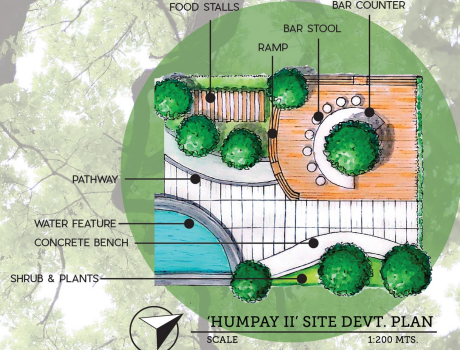 FOOD STALLS
BAR COUNTER
BAR STOOL
RAMP
PATHWAY
WATER FEATURE
CONCRETE BENCH
SHRUB & PLANTS
'HUMPAY II' SITE DEVT. PLAN
SCALE 1:200 MTS.